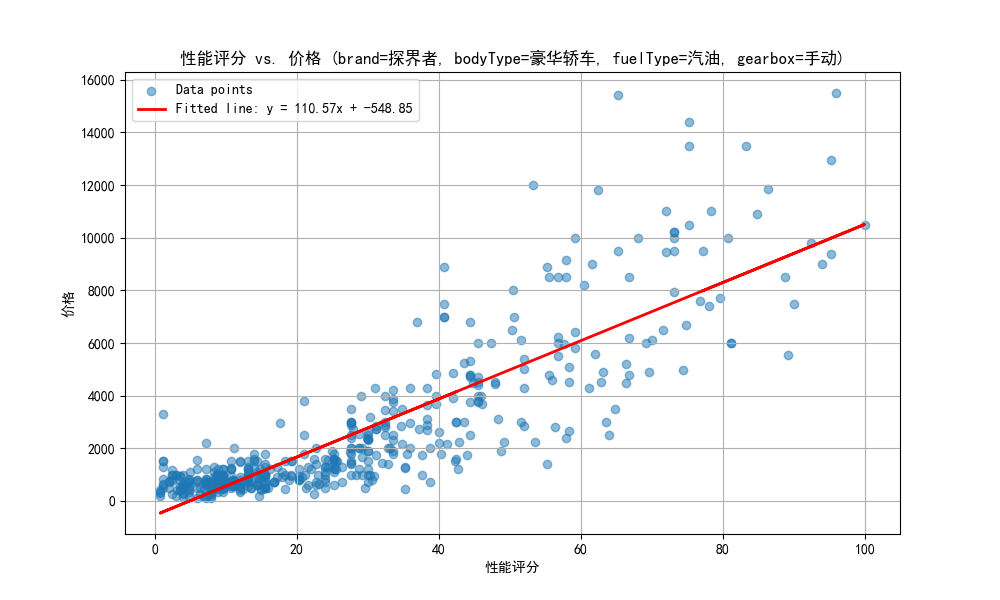 性能评分 vs. 价格 (brand=探界者, bodyType=豪华轿车, fuelType=汽油, gearbox=手动)
Data points
Fitted line: y = 110.57x + -548.85
16000
14000
12000
10000
8000
6000
4000
2000
0
价格
0 20 40 60 80 100
性能评分